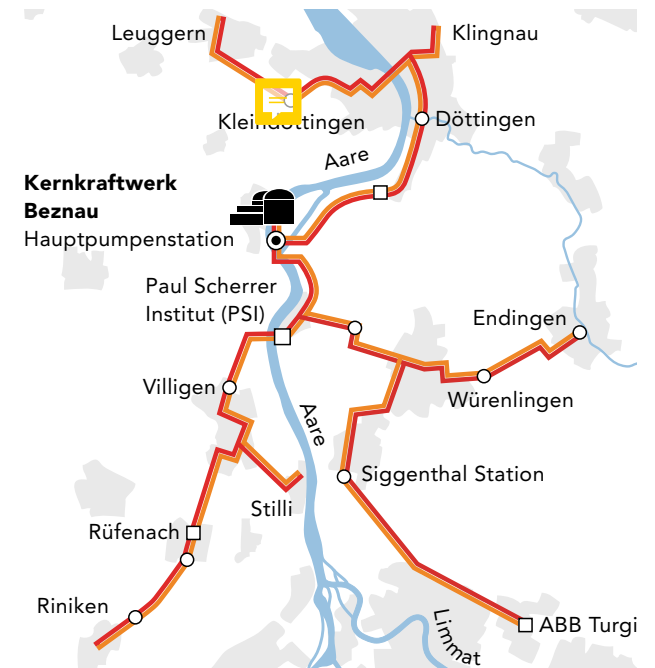 Leuggern
Klingnau
Kleindöttingen
Döttingen
Aare
Kernkraftwerk
Beznau
Hauptpumpenstation
Paul Scherrer
Institut (PSI)
Endingen
Villigen
Würenlingen
Aare
Siggenthal Station
Stilli
Rüfenach
Riniken
Limmat
ABB Turgi